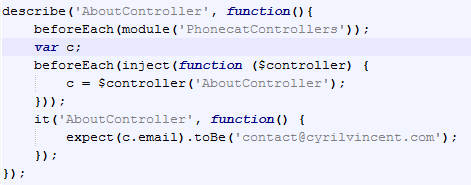 describe('AboutController', function(){
    beforeEach(module('PhonecatControllers'));
    var c;
    beforeEach(inject(function ($controller) {
        c = $controller('AboutController');
    }));
    it('AboutController', function() {
        expect(c.email).toBe('contact@cyrilvincent.com');
    });
});